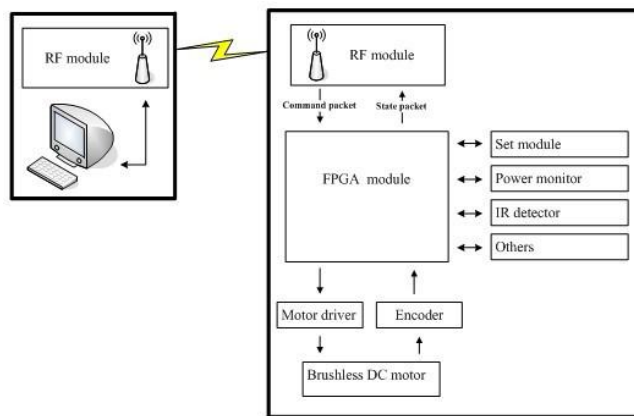 RF module
RF module
Command packet
State packet
FPGA module
Set module
Power monitor
IR detector
Others
Motor driver
Encoder
Brushless DC motor